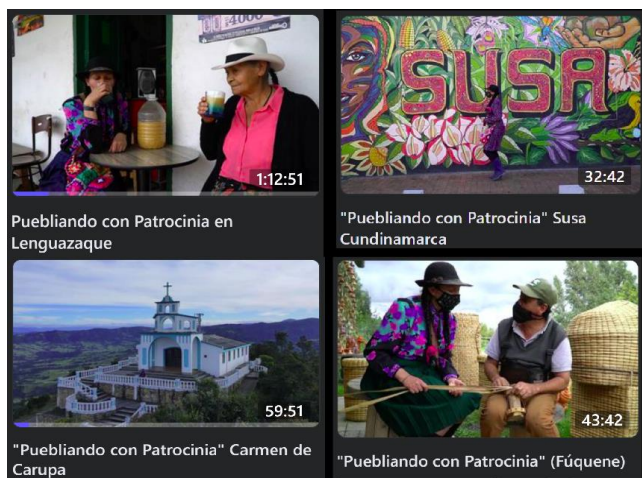 $4000
1:12:51
Puebliando con Patrocinia en
Lenguazaque
SUSA
32:42
"Puebliando con Patrocinia" Susa
Cundinamarca
59:51
"Puebliando con Patrocinia" Carmen de
Carupa
43:42
"Puebliando con Patrocinia" (Fúquene)